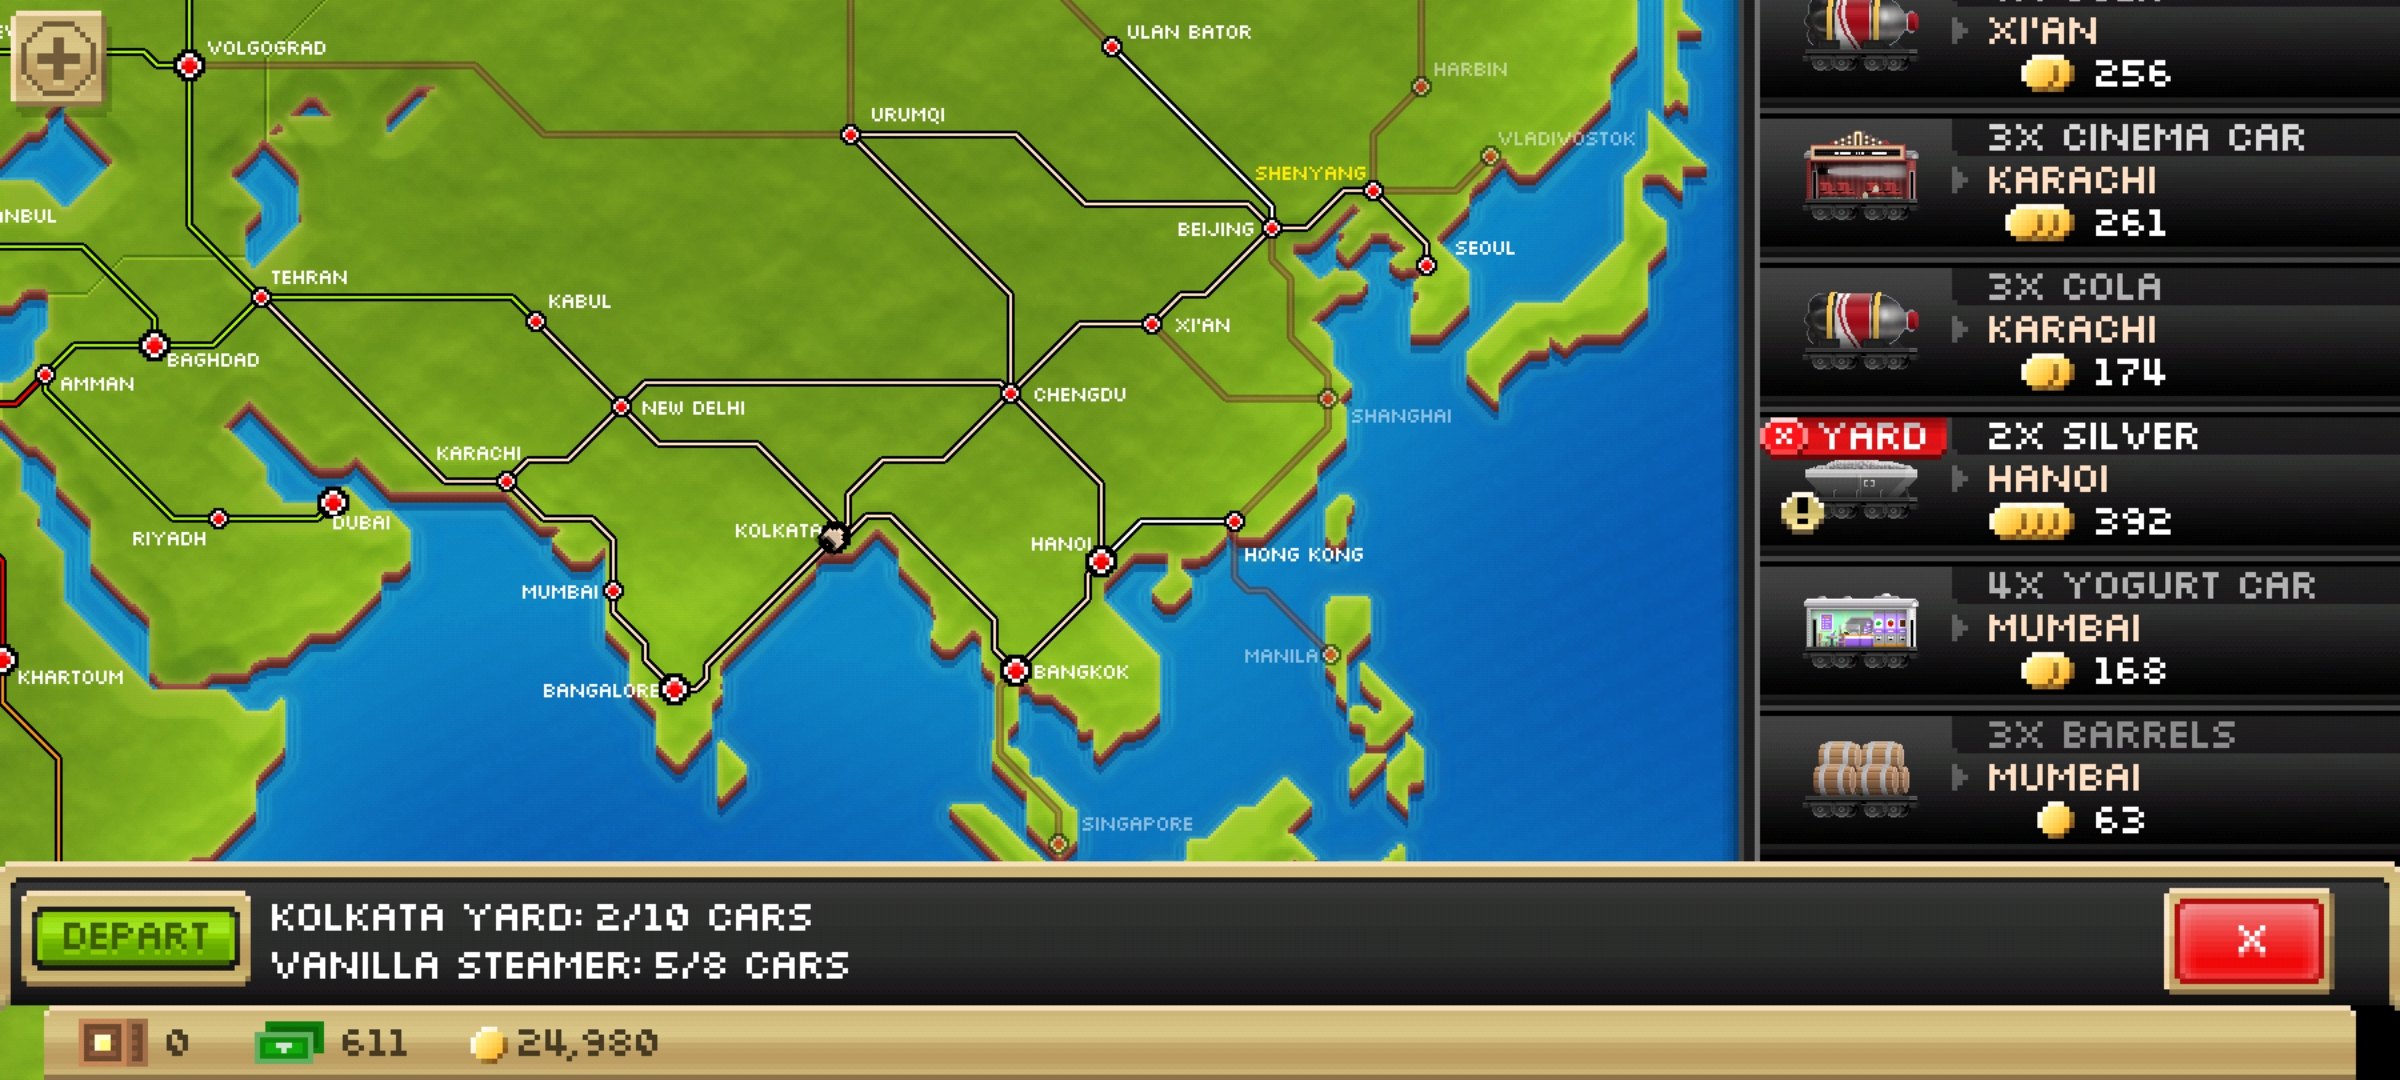 VOLGOGRAD
ULAN BATOR
HARBIN
URUMQI
VLADIVOSTOK
SHENYANG
BEIJING
SEOUL
ANBUL
TEHRAN
KABUL
XI'AN
BAGHDAD
AMMAN
NEW DELHI
CHENGDU
SHANGHAI
KARACHI
DUBAI
RIYADH
KOLKATA
HANOI
HONG KONG
MUMBAI
MANILA
KHARTOUM
BANGALORE
BANGKOK
SINGAPORE
XI'AN
256
3X CINEMA CAR
KARACHI
261
3X COLA
KARACHI
174
YARD
2X SILVER
HANOI
392
4X YOGURT CAR
MUMBAI
168
3X BARRELS
MUMBAI
63
DEPART
KOLKATA YARD: 2/10 CARS
VANILLA STEAMER: 5/8 CARS
X
0
611
24,980